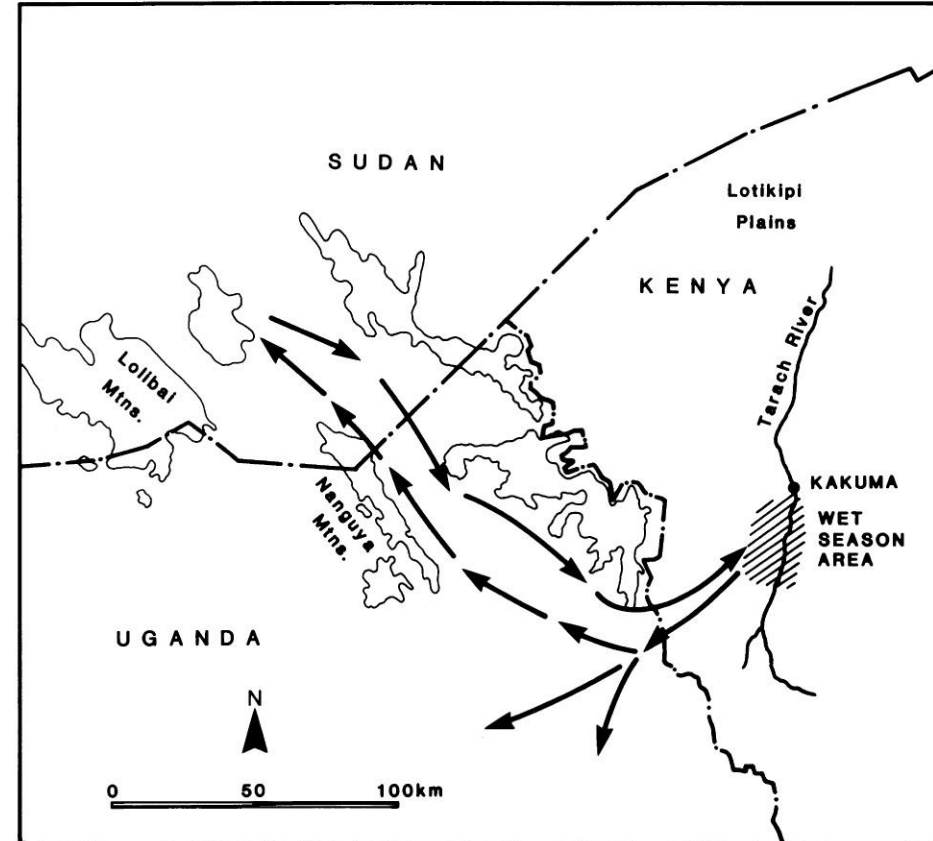 SUDAN
Lotikipi
Plains
KENYA
Tarach River
Lolibai
Mtns.
KAKUMA
WET
SEASON
AREA
Nanguya
Mtns.
UGANDA
N
0 50 100km